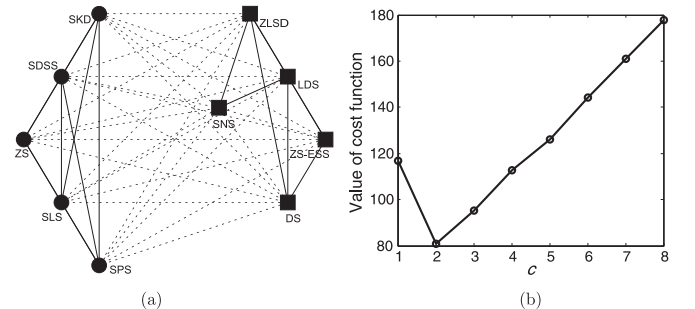 SKD
ZLSD
SDSS
LDS
SNS
ZS
ZS-ESS
SLS
DS
SPS
(a)
Value of cost function
180
160
140
120
100
80
1 2 3 4 5 6 7 8
c
(b)